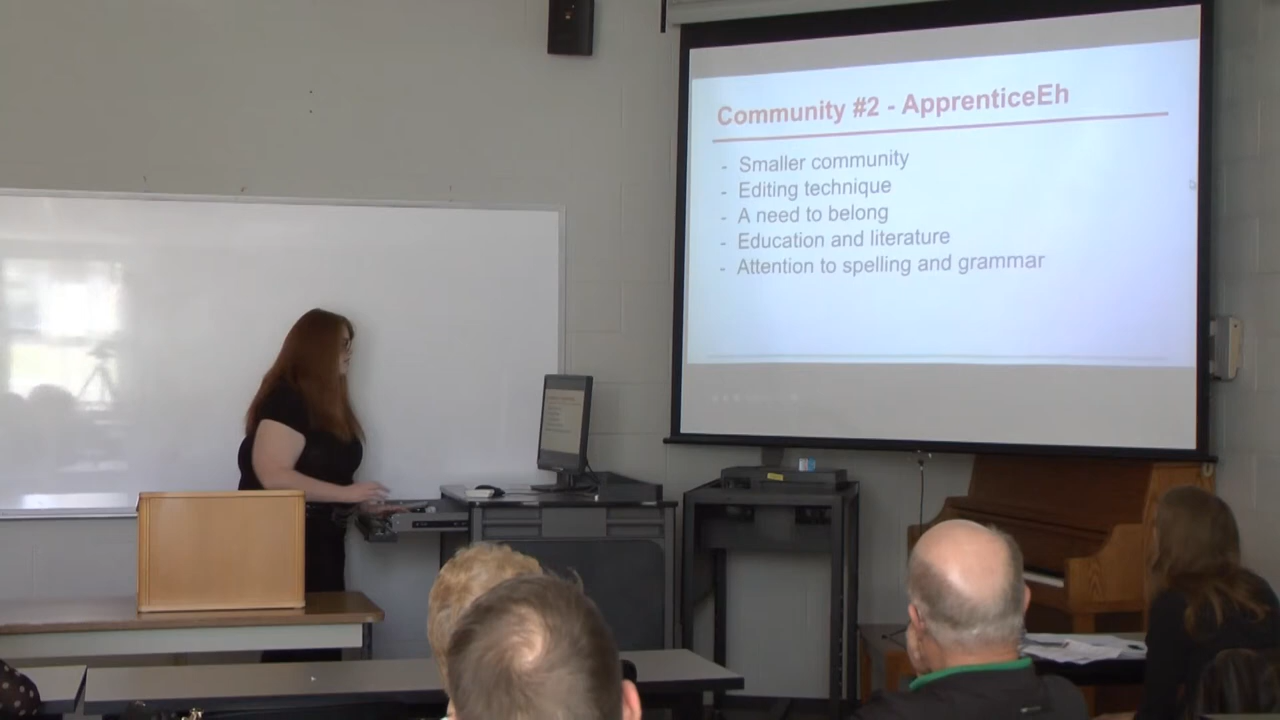 Community #2 - ApprenticeEh
- Smaller community
- Editing technique
- A need to belong
- Education and literature
- Attention to spelling and grammar